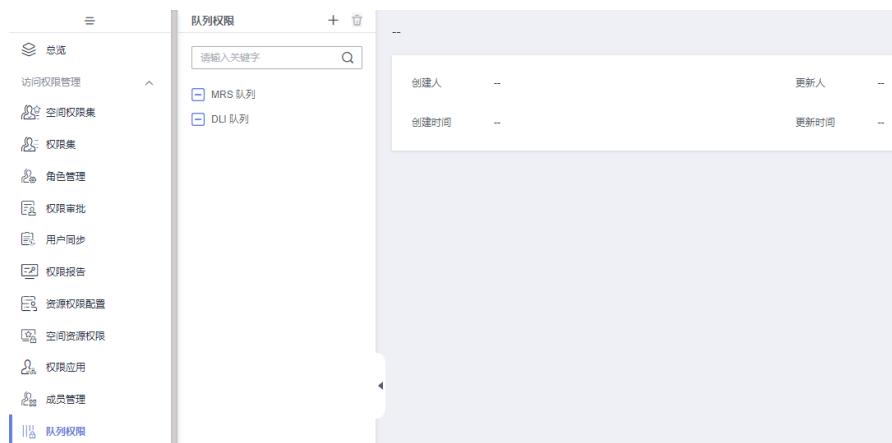 总览
访问权限管理
空间权限集
权限集
角色管理
权限审批
用户同步
权限报告
资源权限配置
空间资源权限
权限应用
成员管理
队列权限
队列权限
请输入关键字
MRS 队列
DLI 队列
--
创建人 -- 更新人 --
创建时间 -- 更新时间 --